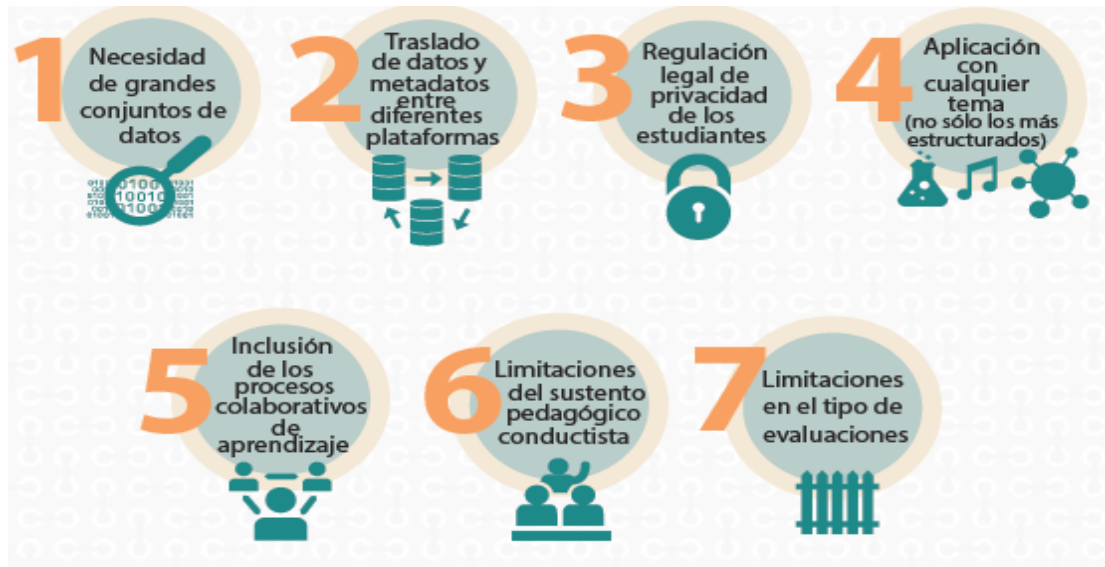 1
Necesidad
de grandes
conjuntos de
datos
2
Traslado
de datos y
metadatos
entre
diferentes
plataformas
3
Regulación
legal de
privacidad
de los
estudiantes
4
Aplicación
con
cualquier
tema
(no sólo los más
estructurados)
5
Inclusión
de los
procesos
colaborativos
de
aprendizaje
6
Limitaciones
del sustento
pedagógico
conductista
7
Limitaciones
en el tipo de
evaluaciones